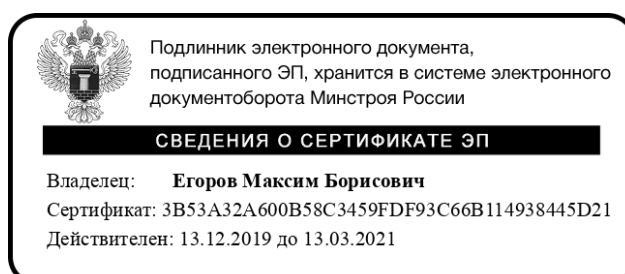 Подлинник электронного документа,
подписанного ЭП, хранится в системе электронного
документоборота Минстроя России
СВЕДЕНИЯ О СЕРТИФИКАТЕ ЭП
Владелец: Егоров Максим Борисович
Сертификат: 3B53A32A600B58C3459FDF93C66B114938445D21
Действителен: 13.12.2019 до 13.03.2021